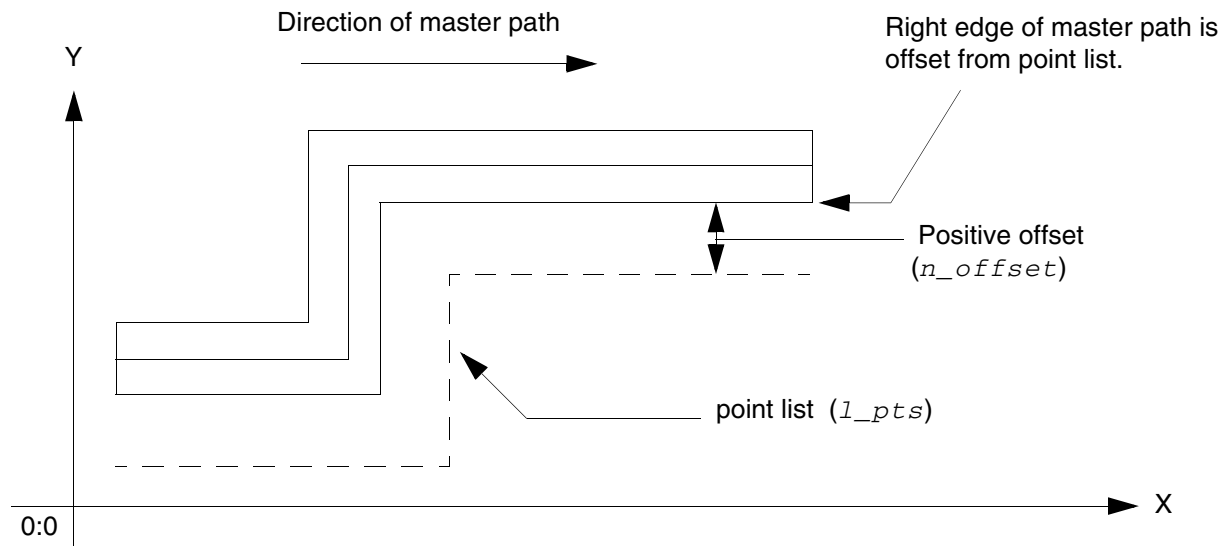 Direction of master path
Right edge of master path is
offset from point list.
Y
Positive offset
(n_offset)
point list (l_pts)
X
0:0